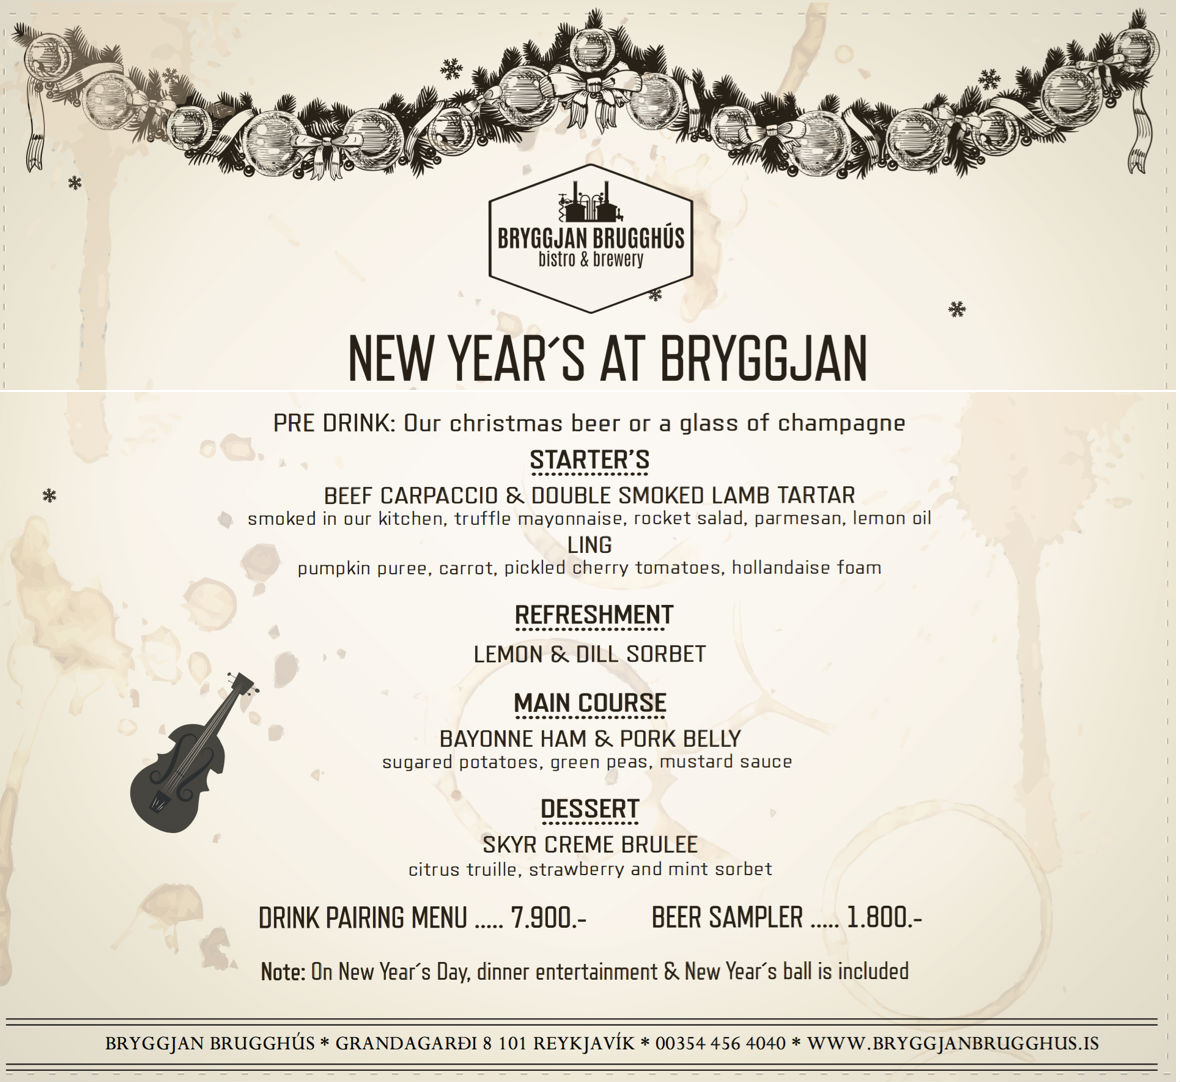 BRYGGJAN BRUGGHÚS
bistro & brewery
NEW YEAR´S AT BRYGGJAN
PRE DRINK: Our christmas beer or a glass of champagne
STARTER’S
BEEF CARPACCIO & DOUBLE SMOKED LAMB TARTAR
smoked in our kitchen, truffle mayonnaise, rocket salad, parmesan, lemon oil
LING
pumpkin puree, carrot, pickled cherry tomatoes, hollandaise foam
REFRESHMENT
LEMON & DILL SORBET
MAIN COURSE
BAYONNE HAM & PORK BELLY
sugared potatoes, green peas, mustard sauce
DESSERT
SKYR CREME BRULEE
citrus truille, strawberry and mint sorbet
DRINK PAIRING MENU ..... 7.900.- BEER SAMPLER ..... 1.800.-
Note: On New Year´s Day, dinner entertainment & New Year´s ball is included
BRYGGJAN BRUGGHÚS * GRANDAGARÐI 8 101 REYKJAVÍK * 00354 456 4040 * WWW.BRYGGJANBRUGGHUS.IS